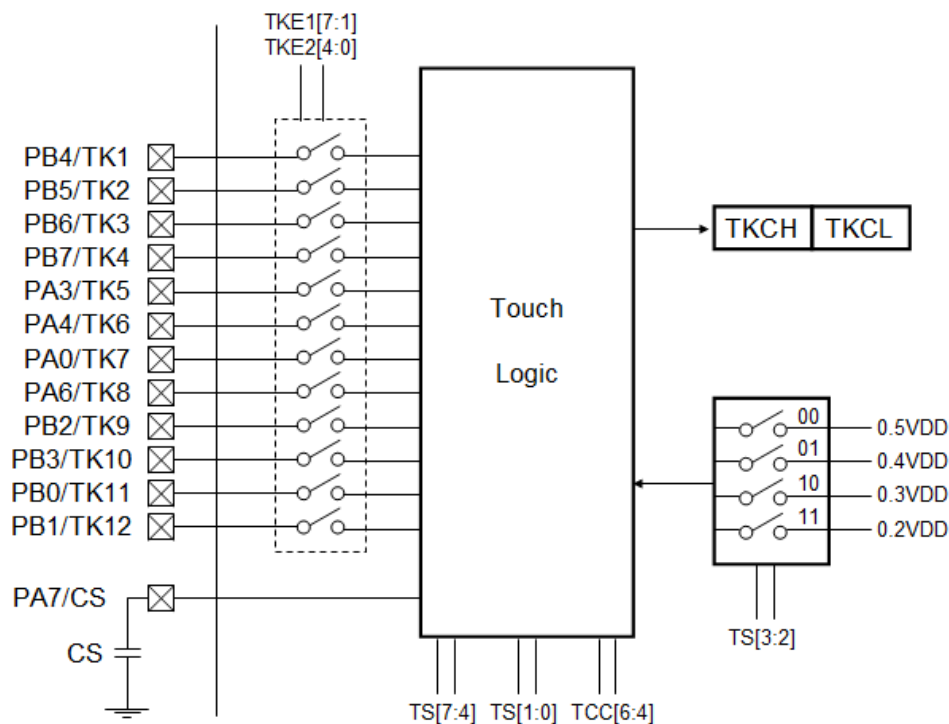 TKE1[7:1]
TKE2[4:0]
PB4/TK1
PB5/TK2
PB6/TK3
PB7/TK4
PA3/TK5
PA4/TK6
PA0/TK7
PA6/TK8
PB2/TK9
PB3/TK10
PB0/TK11
PB1/TK12
PA7/CS
CS
Touch
Logic
TKCH TKCL
00 0.5VDD
01 0.4VDD
10 0.3VDD
11 0.2VDD
TS[3:2]
TS[7:4] TS[1:0] TCC[6:4]